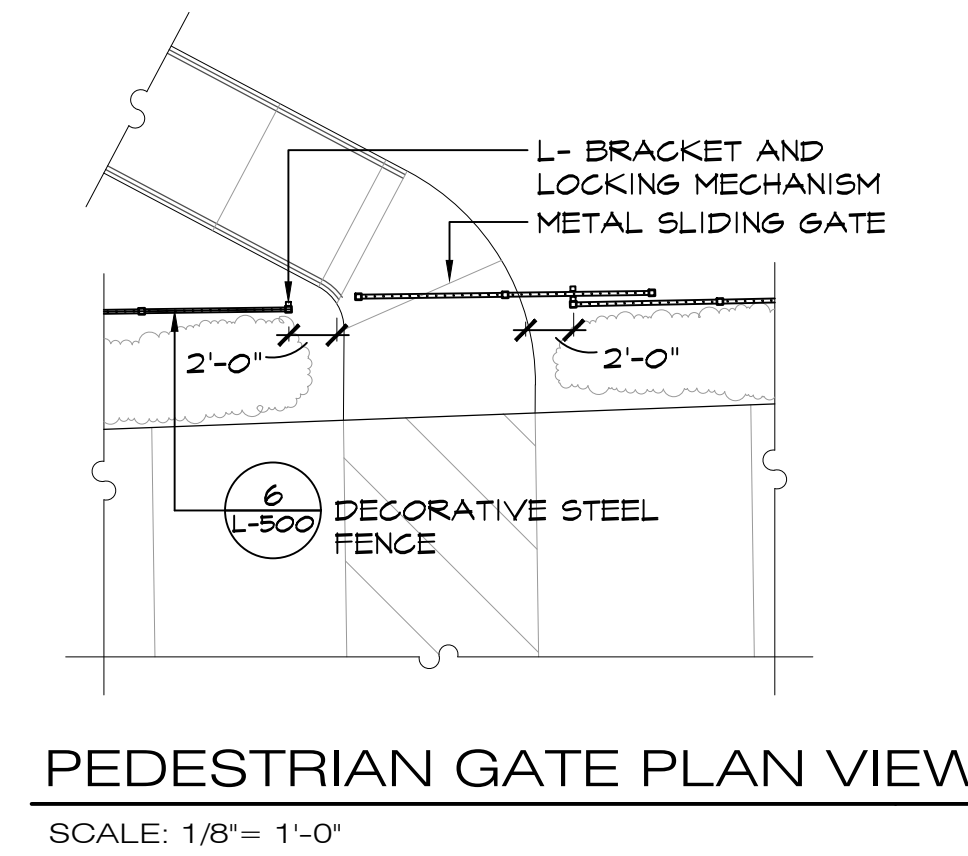 L- BRACKET AND
LOCKING MECHANISM
METAL SLIDING GATE
2'-0"
2'-0"
6
L-500
DECORATIVE STEEL
FENCE
PEDESTRIAN GATE PLAN VIEW
SCALE: 1/8"= 1'-0"